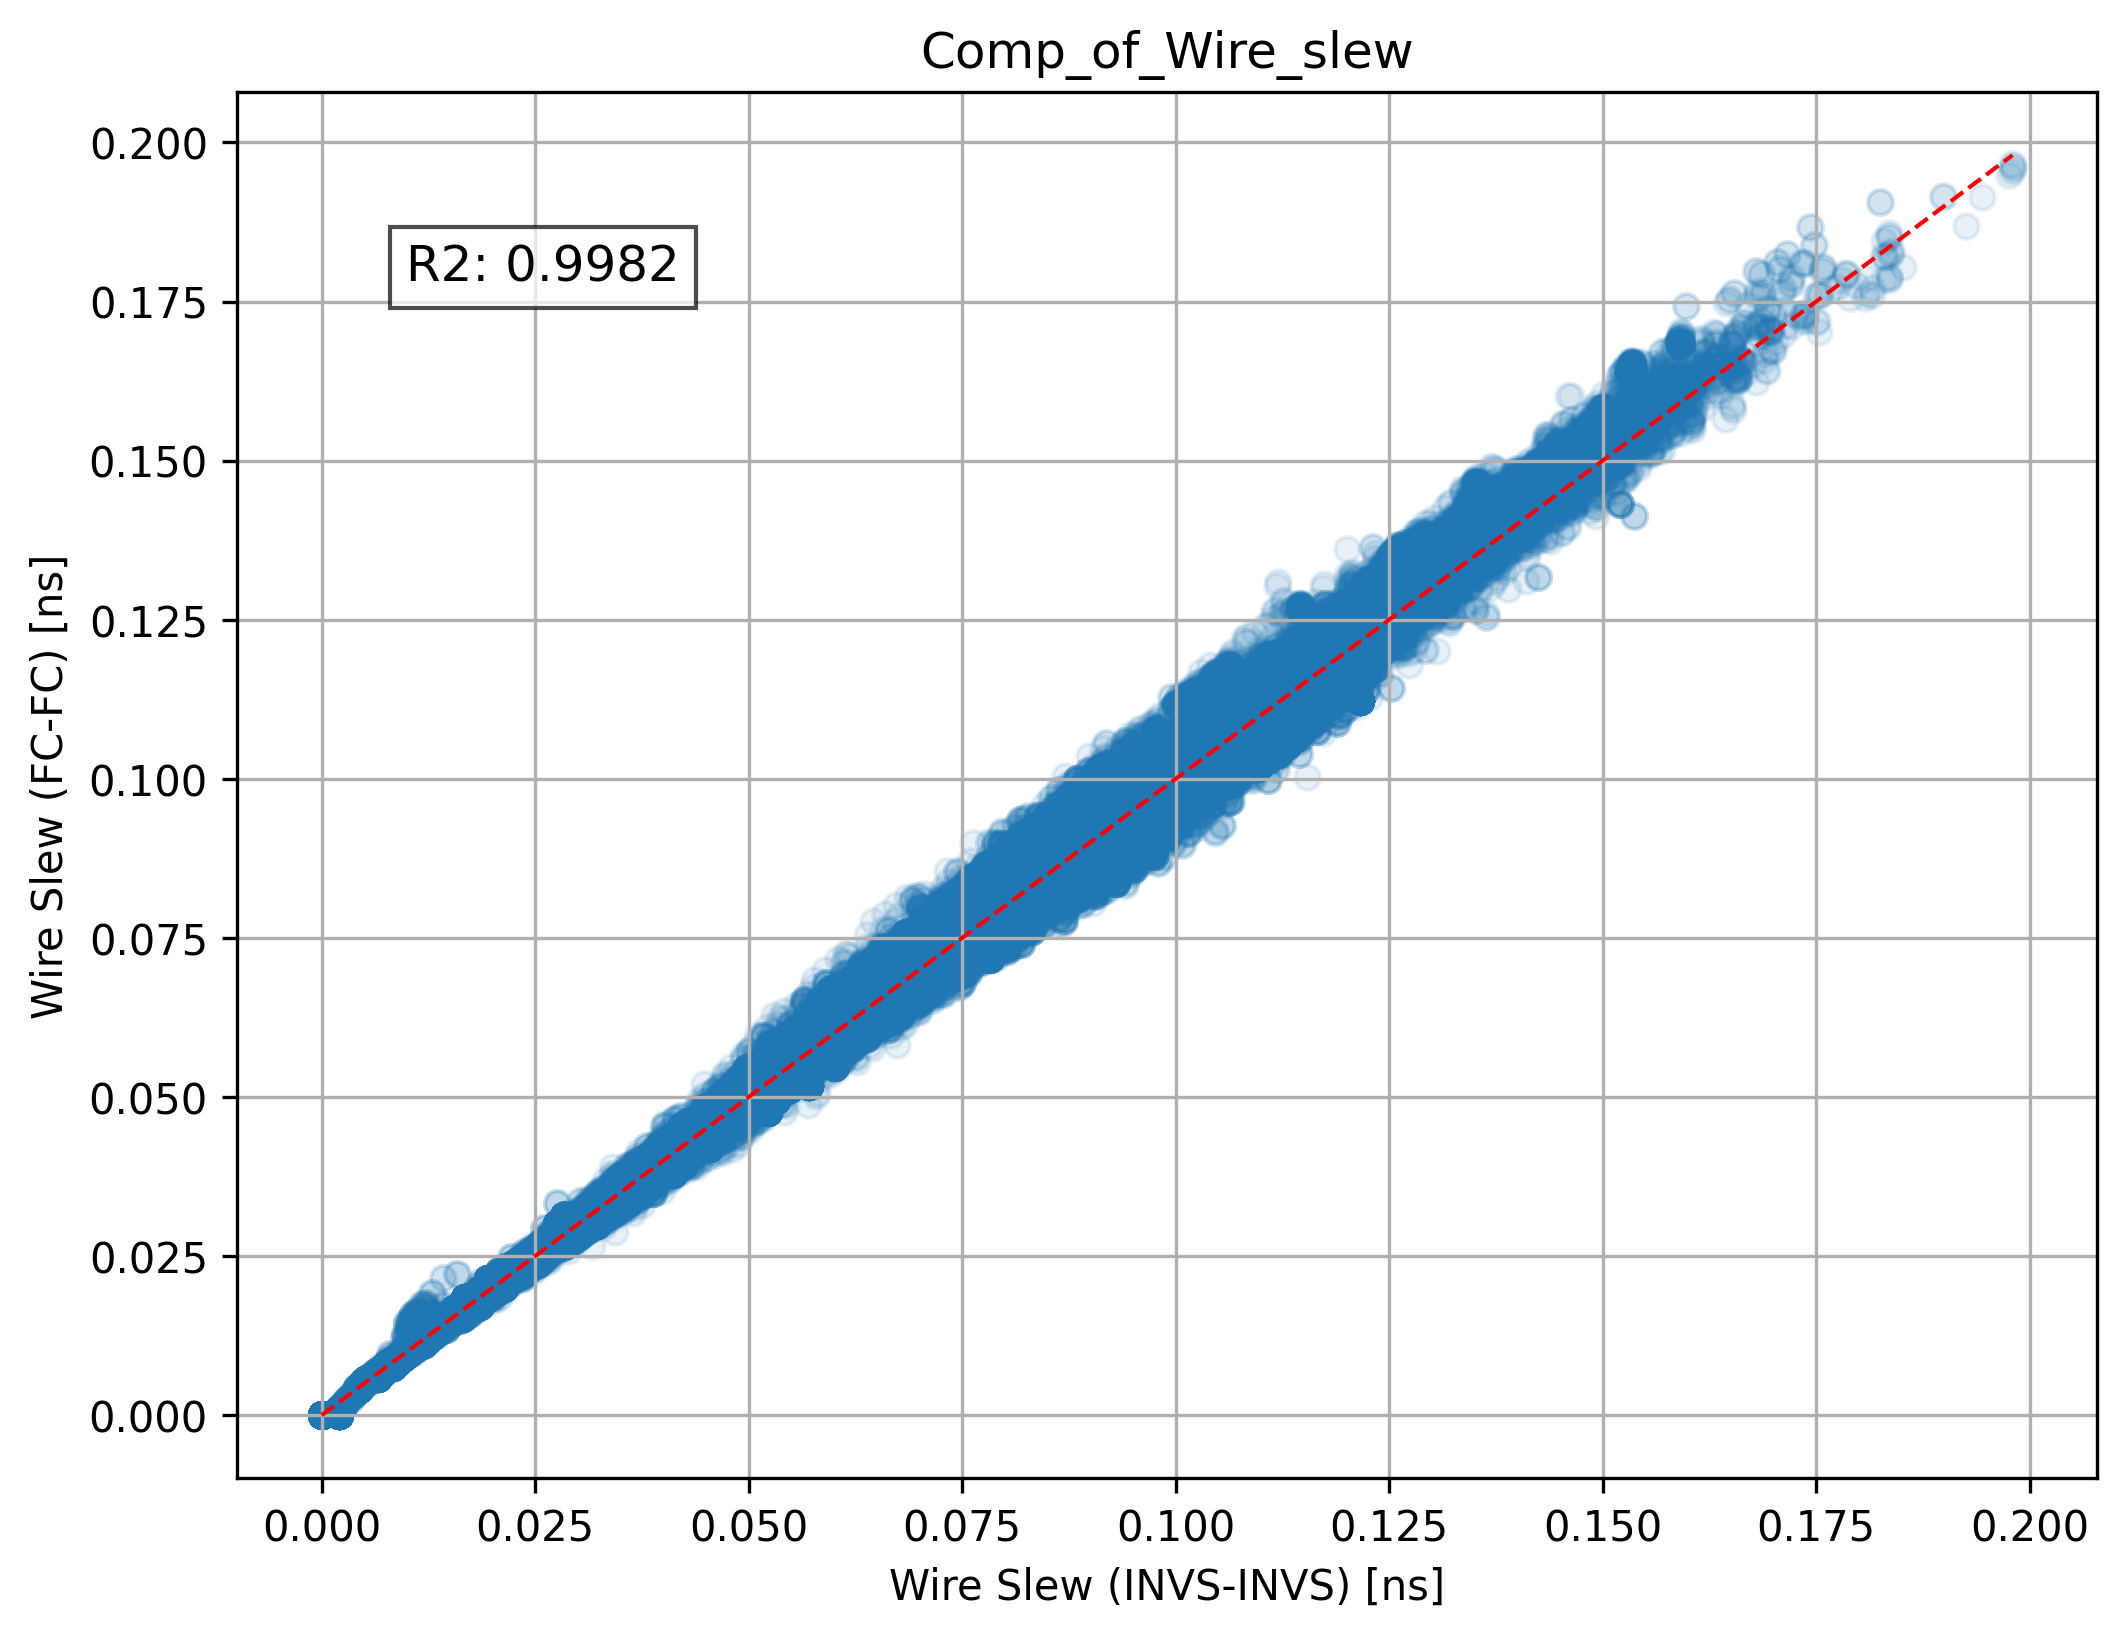 Comp_of_Wire_slew
R2: 0.9982
Wire Slew (FC-FC) [ns]
0.200
0.175
0.150
0.125
0.100
0.075
0.050
0.025
0.000
0.000 0.025 0.050 0.075 0.100 0.125 0.150 0.175 0.200
Wire Slew (INVS-INVS) [ns]